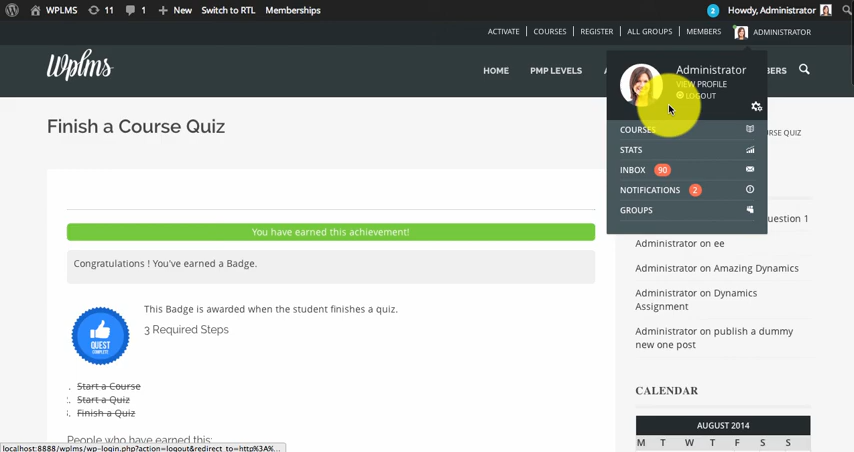 WPLMS 11 1 New Switch to RTL Memberships 2 Howdy, Administrator
ACTIVATE COURSES REGISTER ALL GROUPS MEMBERS ADMINISTRATOR
Wplms
HOME PMP LEVELS
Administrator
VIEW PROFILE
LOGOUT
COURSES
STATS
INBOX 90
NOTIFICATIONS 2
GROUPS
Finish a Course Quiz
You have earned this achievement!
Congratulations ! You've earned a Badge.
QUEST
COMPLETE!
This Badge is awarded when the student finishes a quiz.
3 Required Steps
Start a Course
Start a Quiz
Finish a Quiz
People who have earned this:
QUIZ
uestion 1
Administrator on ee
Administrator on Amazing Dynamics
Administrator on Dynamics
Assignment
Administrator on publish a dummy
new one post
CALENDAR
AUGUST 2014
M T W T F S S
localhost:8888/wplms/wp-login.php?action=logout&redirect_to=http%3A%...